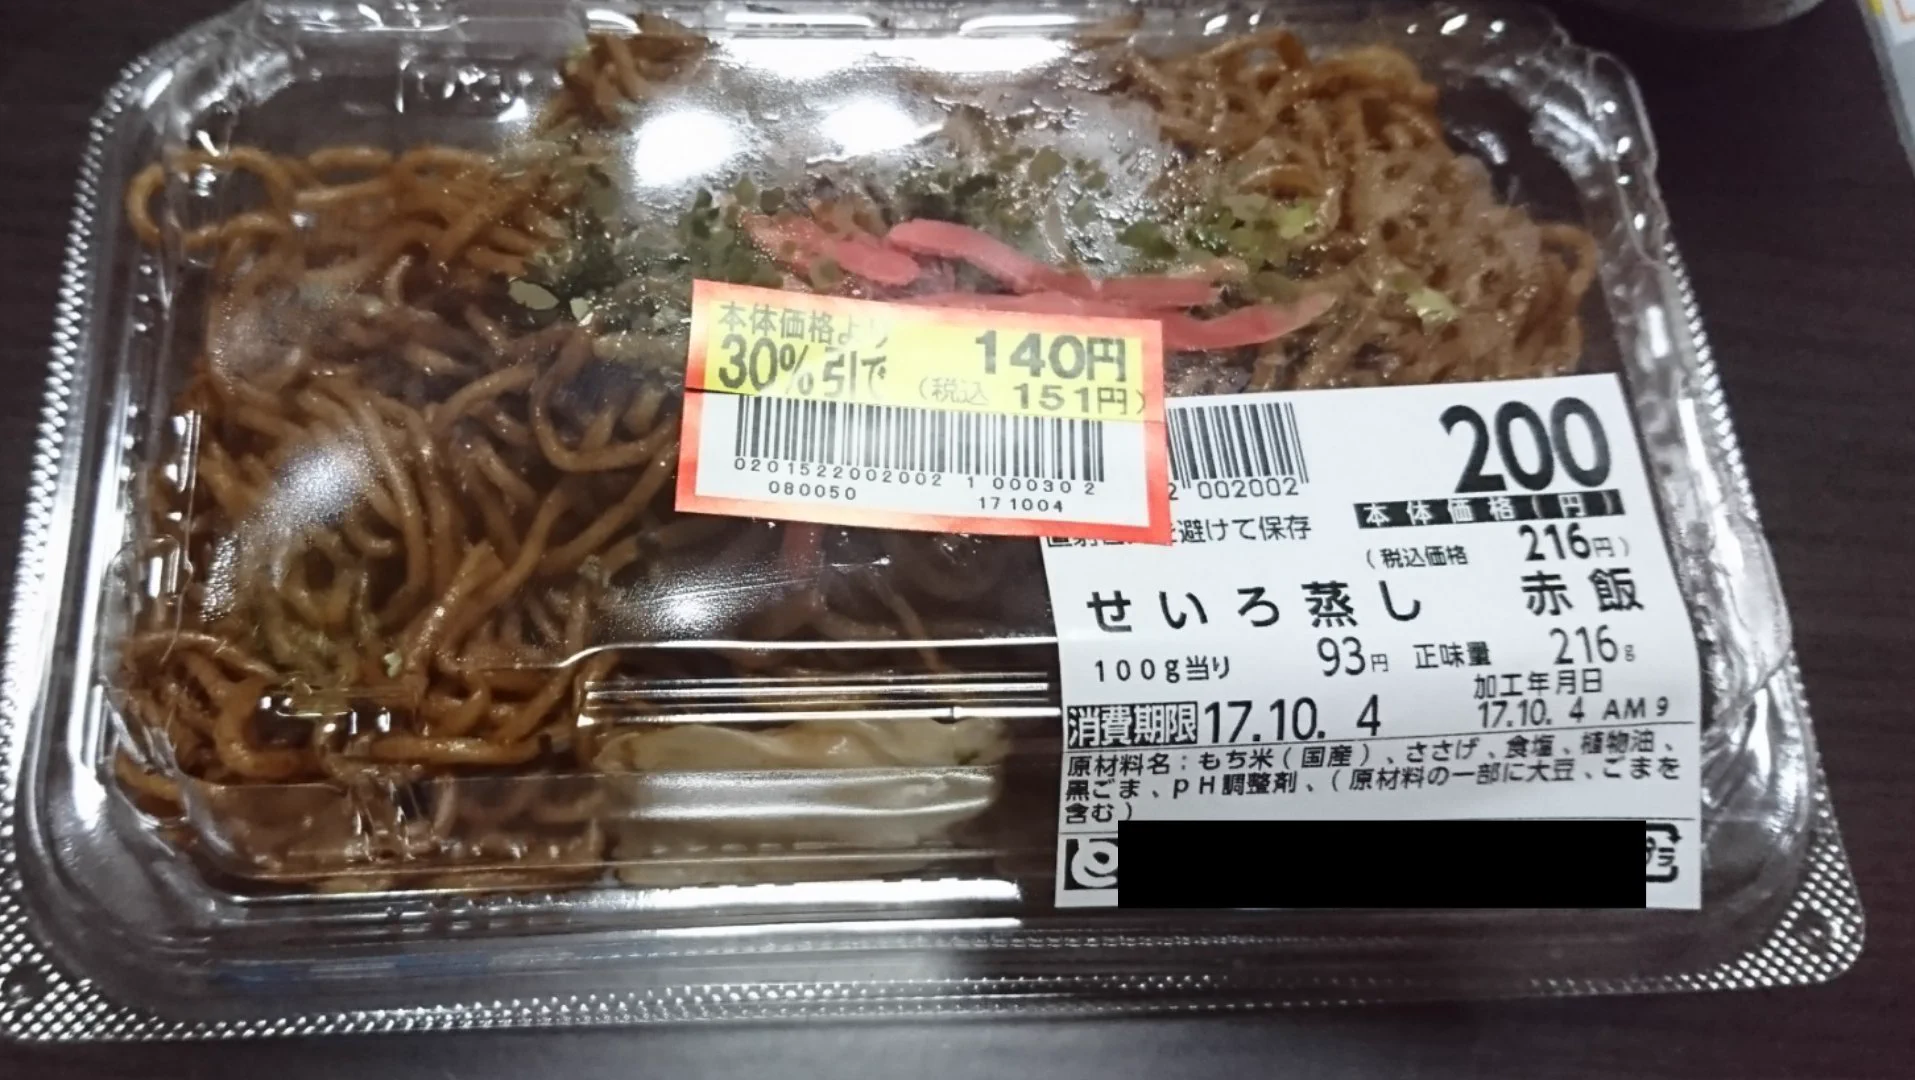 本体価格より
30%引で
140円
(税込 151円)
0201522002002 1 00030 2
080050
171004
2 002002
を避けて保存
200
本体価格(円)
(税込価格 216円)
せいろ蒸し 赤飯
100g当り 93円 正味量 216g
加工年月日
消費期限 17.10. 4 17.10. 4 AM 9
原材料名:もち米(国産)、ささげ、食塩、植物油、
黒ごま、pH調整剤、(原材料の一部に大豆、ごまを
含む)
プラ